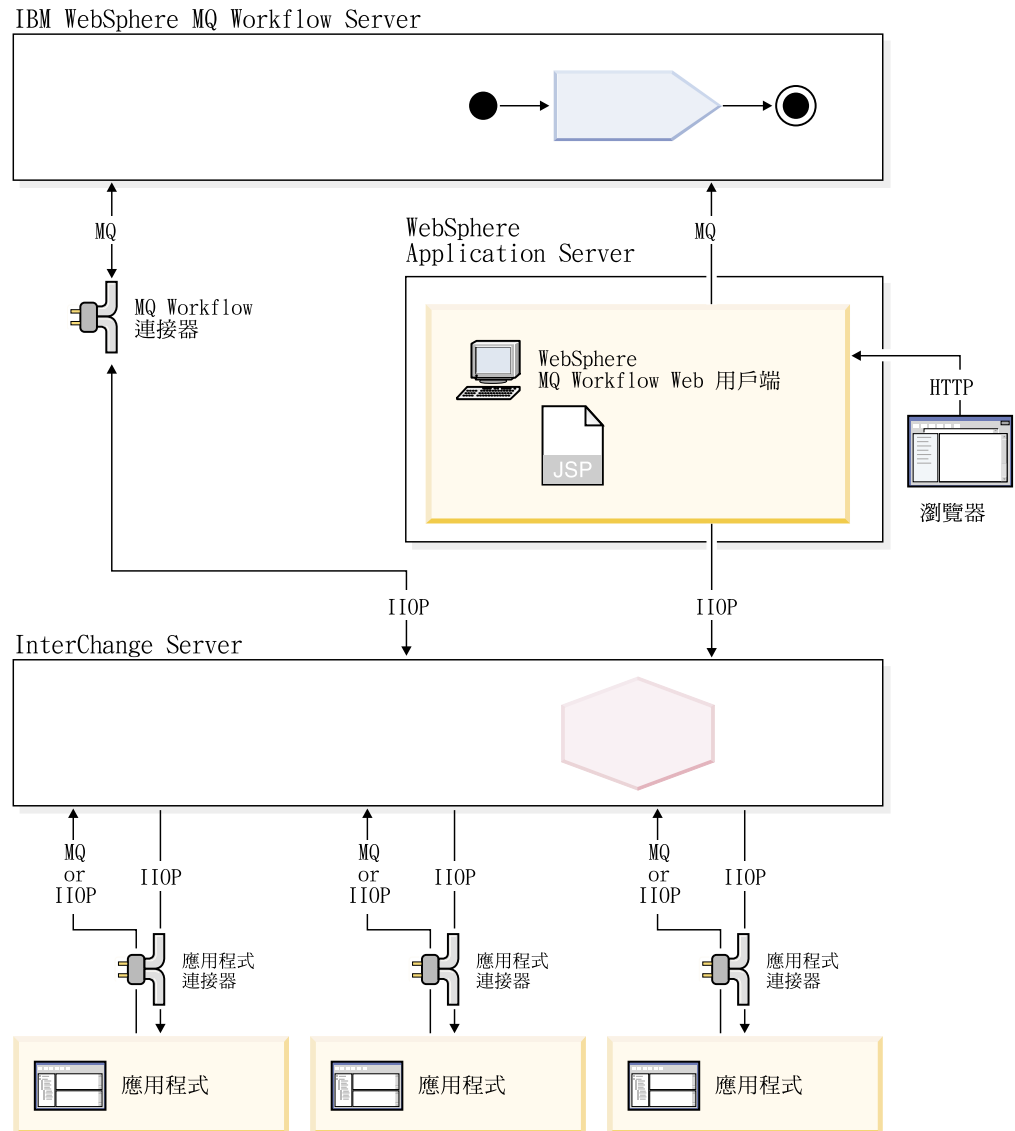 IBM WebSphere MQ Workflow Server
MQ
WebSphere
Application Server
MQ
MQ Workflow
連接器
WebSphere
MQ Workflow Web 用戶端
JSP
HTTP
瀏覽器
IIOP
IIOP
InterChange Server
MQ
or
IIOP
IIOP
MQ
or
IIOP
IIOP
MQ
or
IIOP
IIOP
應用程式
連接器
應用程式
連接器
應用程式
連接器
應用程式
應用程式
應用程式